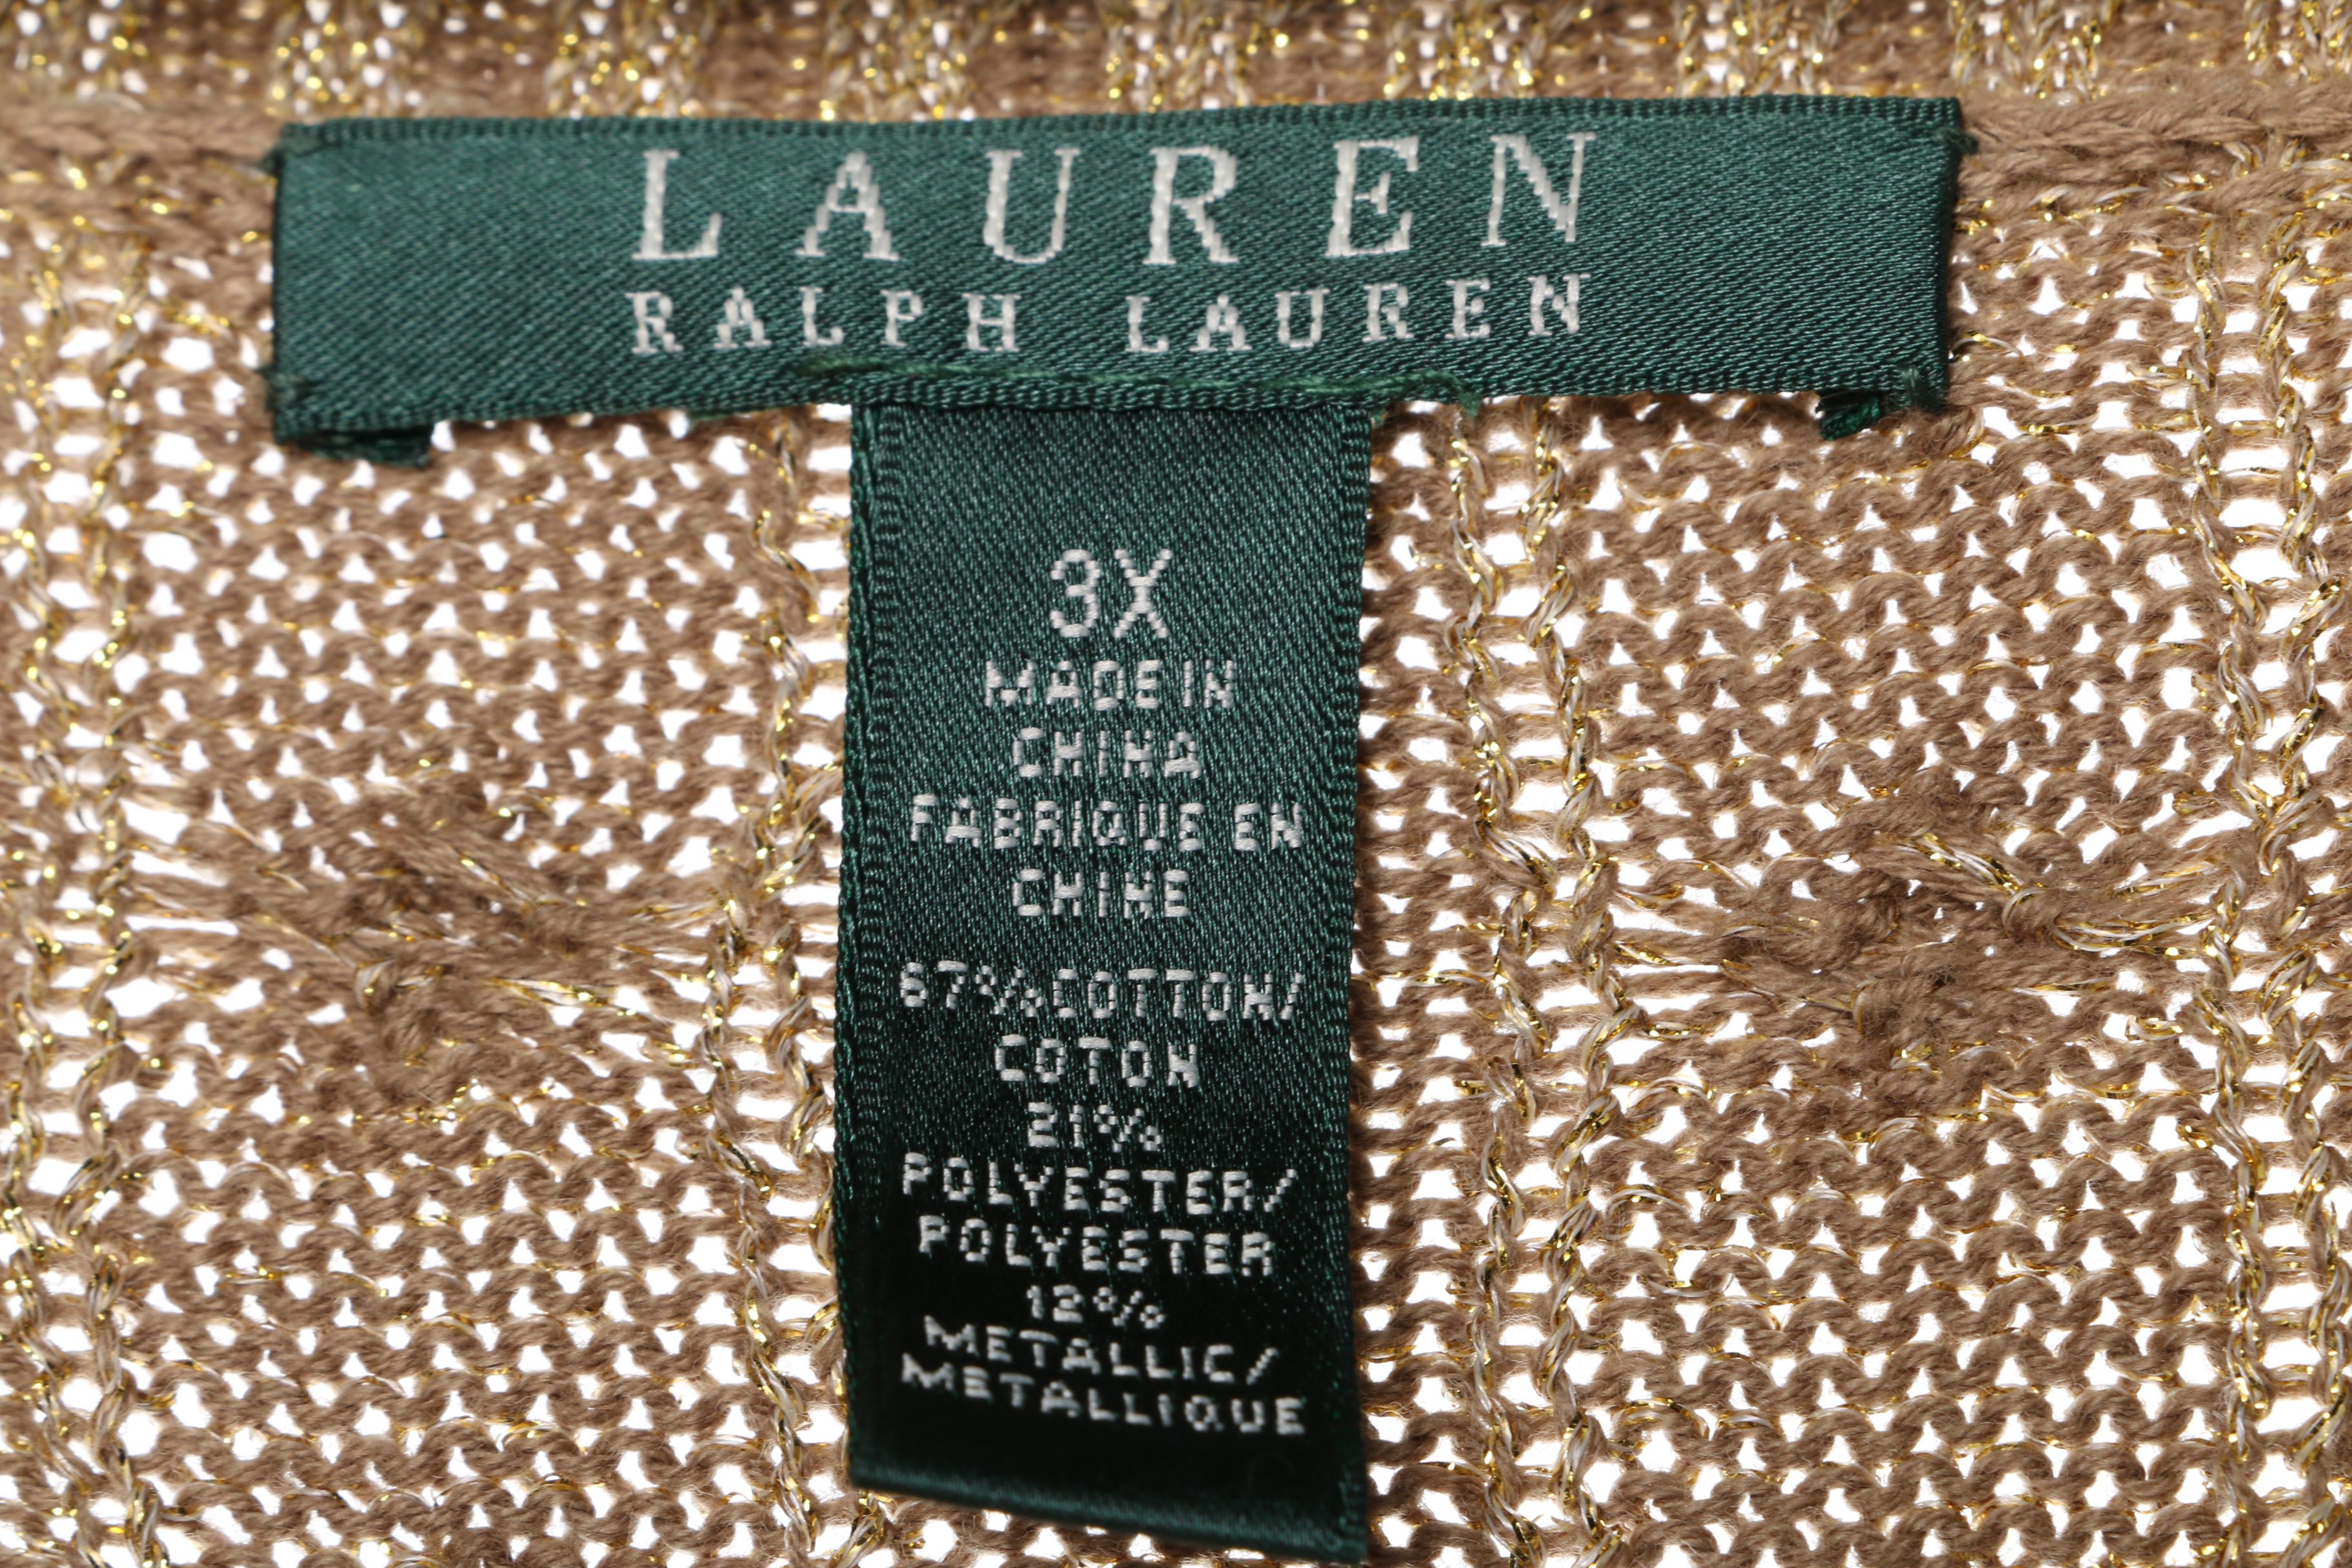 LAUREN
RALPH LAUREN
3X
MADE IN
CHINA
FABRIQUE EN
CHINE
67% COTTON/
COTON
21%
POLYESTER/
POLYESTER
12%
METALLIC/
METALLIQUE